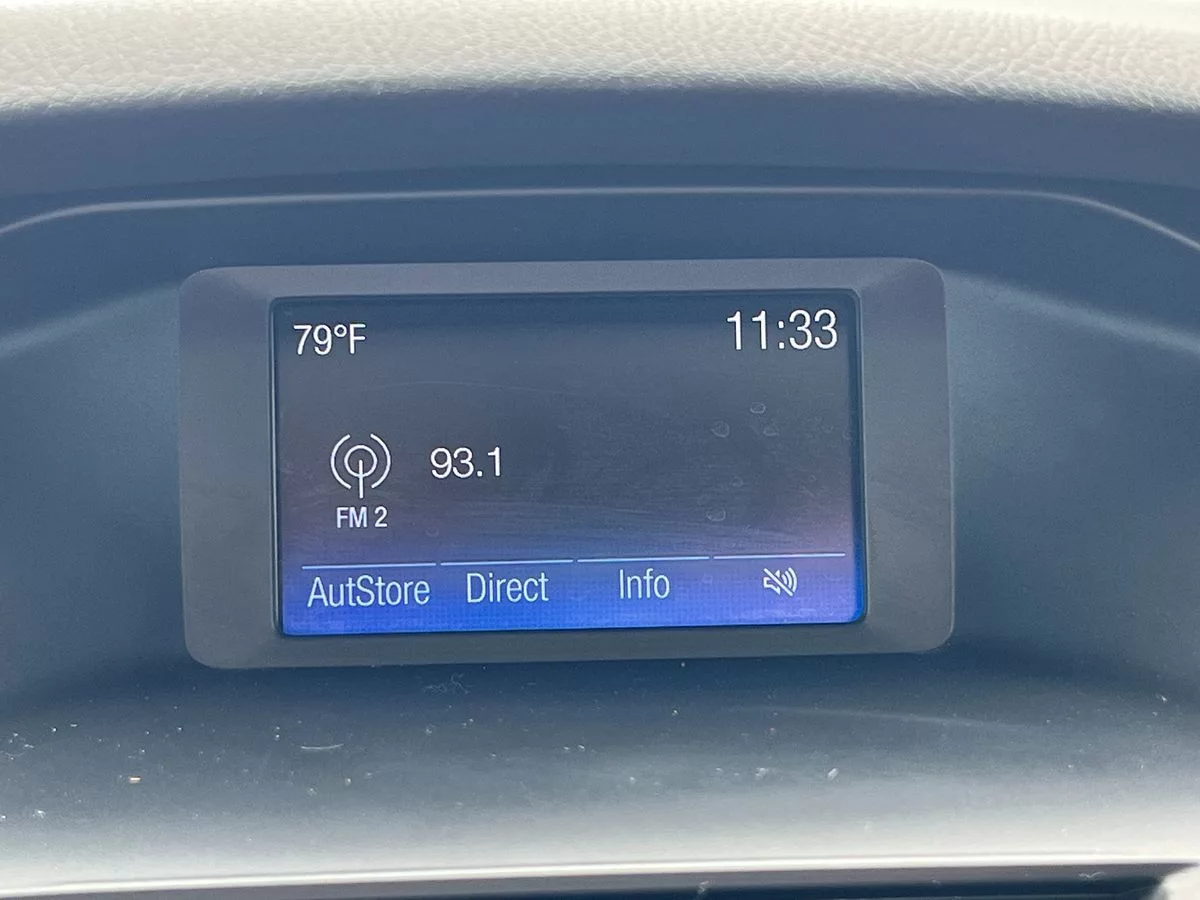 79°F
11:33
93.1
FM 2
AutStore
Direct
Info